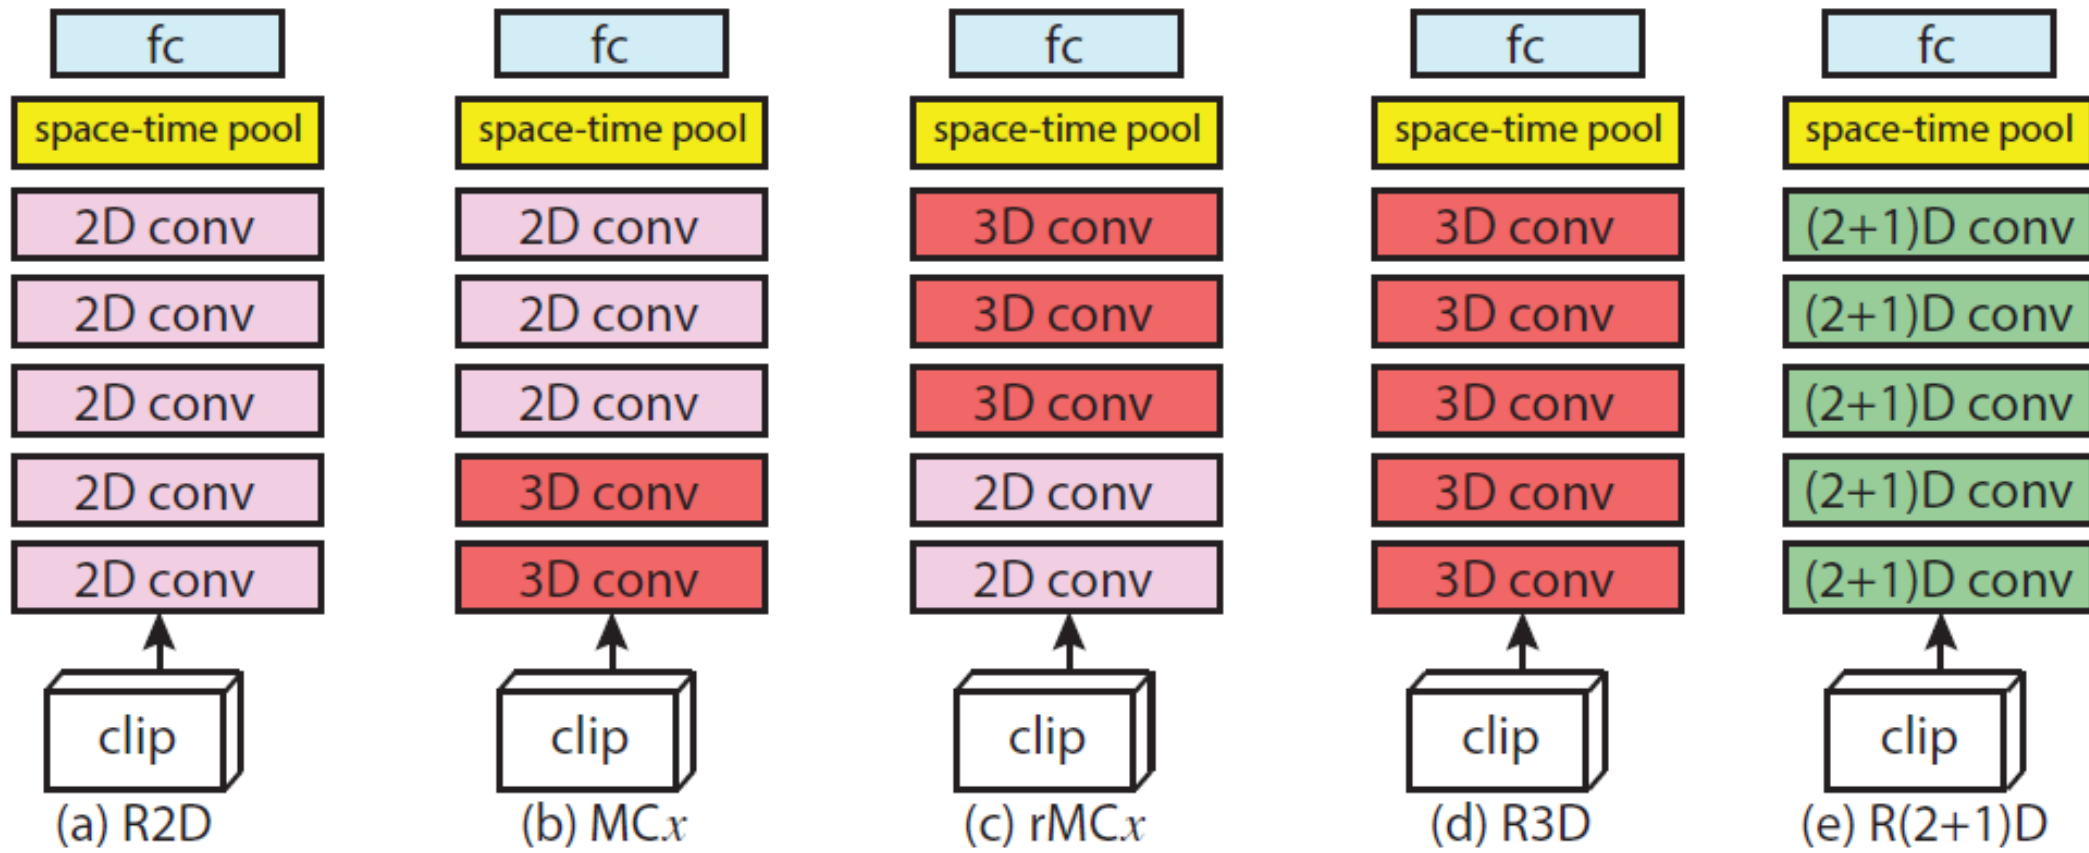 fc fc fc fc fc
space-time pool space-time pool space-time pool space-time pool space-time pool
2D conv 2D conv 3D conv 3D conv (2+1)D conv
2D conv 2D conv 3D conv 3D conv (2+1)D conv
2D conv 2D conv 3D conv 3D conv (2+1)D conv
2D conv 3D conv 2D conv 3D conv (2+1)D conv
2D conv 3D conv 2D conv 3D conv (2+1)D conv
clip clip clip clip clip
(a) R2D (b) MCx (c) rMCx (d) R3D (e) R(2+1)D